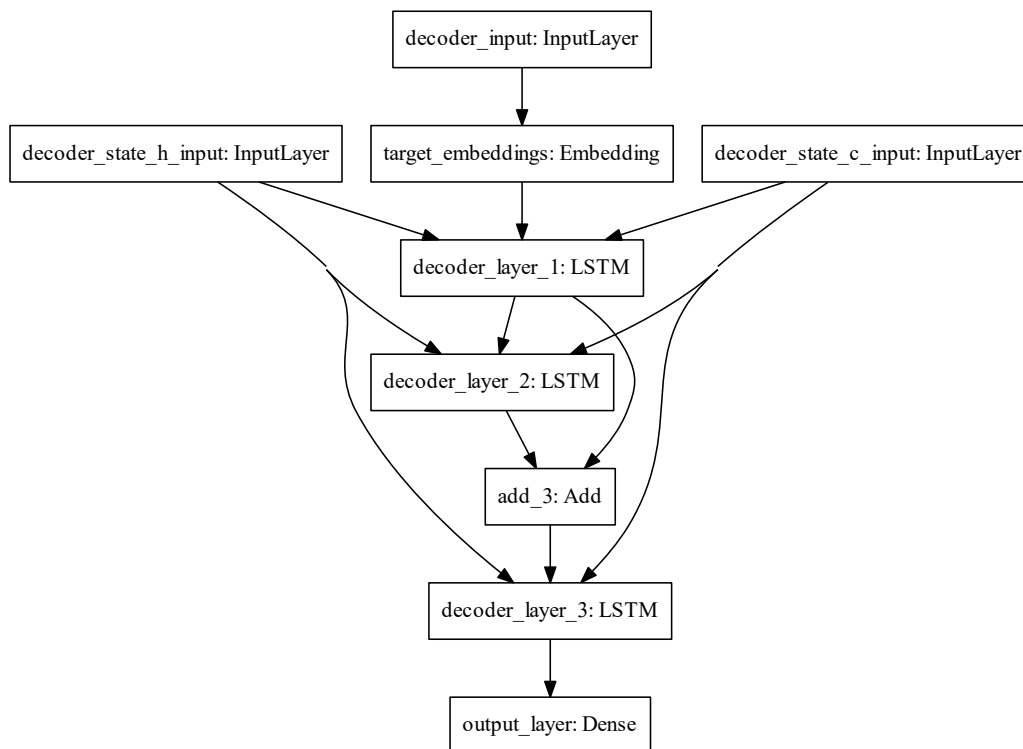 decoder_input: InputLayer
decoder_state_h_input: InputLayer
target_embeddings: Embedding
decoder_state_c_input: InputLayer
decoder_layer_1: LSTM
decoder_layer_2: LSTM
add_3: Add
decoder_layer_3: LSTM
output_layer: Dense